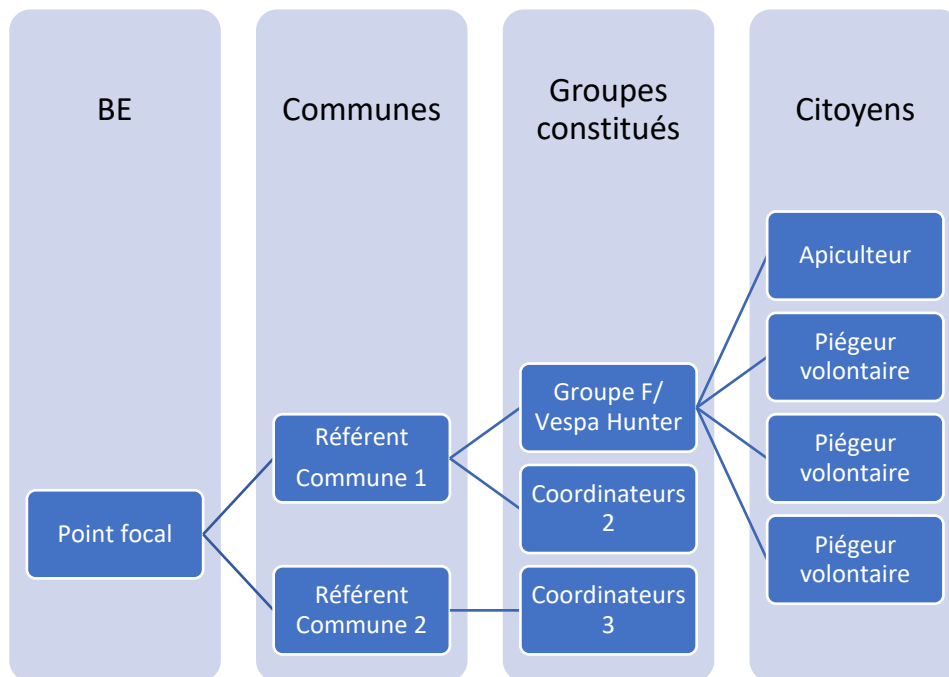 BE
Communes
Groupes
constitués
Citoyens
Point focal
Référent
Commune 1
Référent
Commune 2
Groupe F/
Vespa Hunter
Coordinateurs
2
Coordinateurs
3
Apiculteur
Piégeur
volontaire
Piégeur
volontaire
Piégeur
volontaire